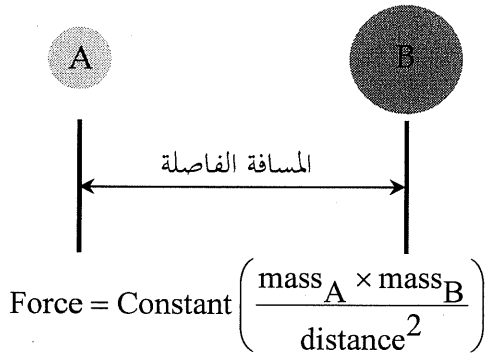 A B
المسافة الفاصلة
Force = Constant ( mass_A × mass_B / distance² )